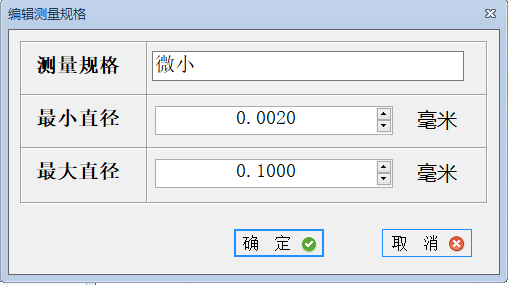 编辑测量规格
测量规格 微小
最小直径 0.0020 毫米
最大直径 0.1000 毫米
确 定 取 消